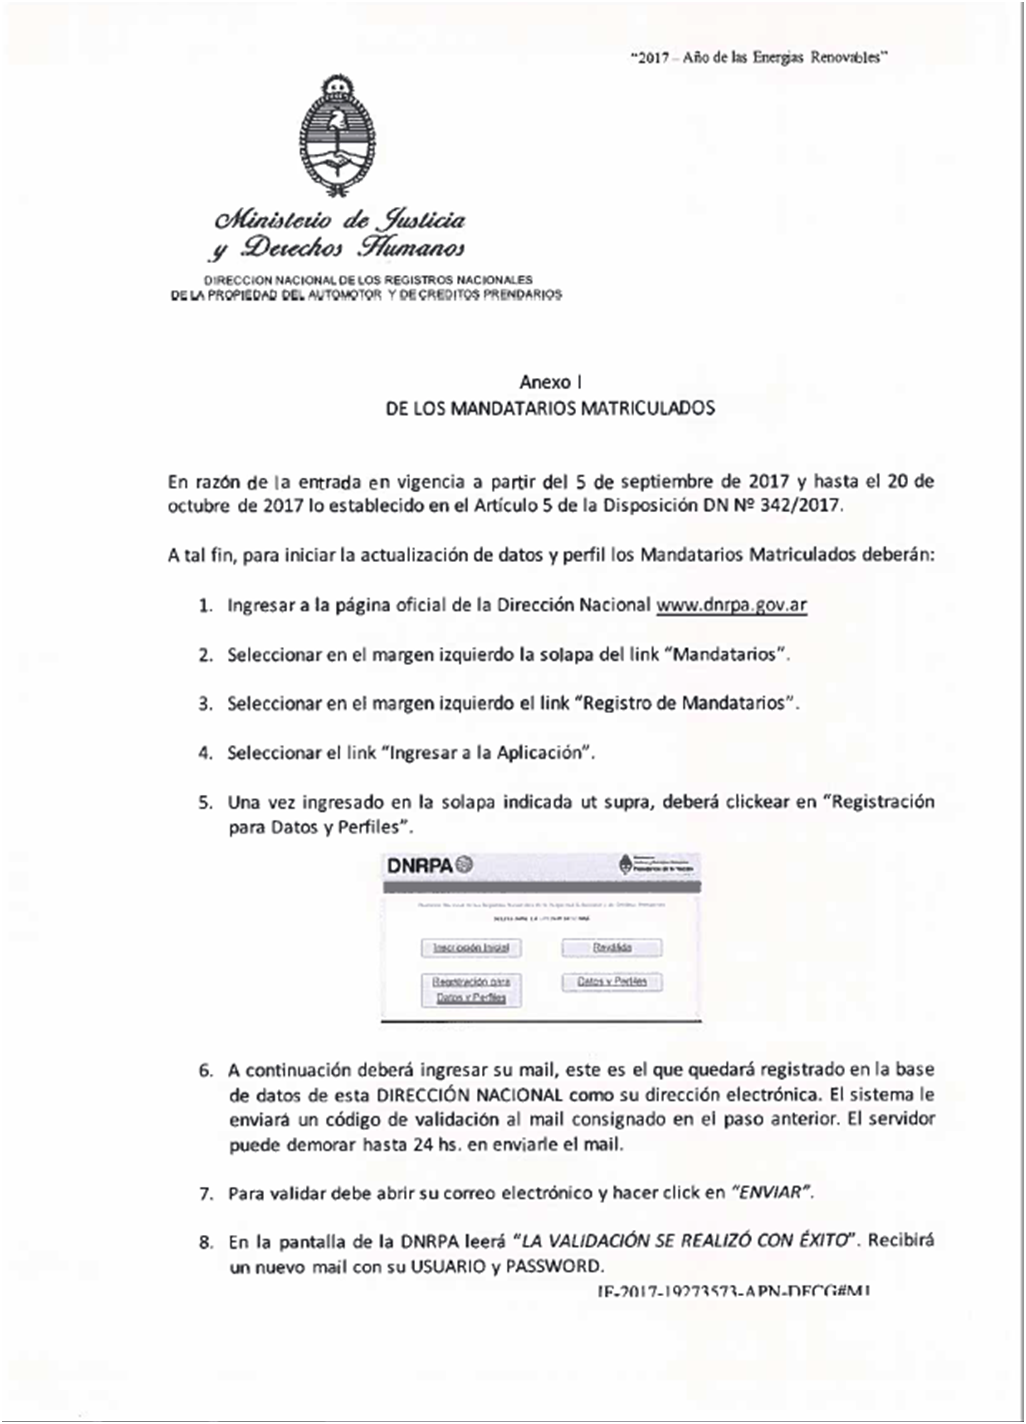 "2017 – Año de las Energías Renovables"
Ministerio de Justicia
y Derechos Humanos
DIRECCION NACIONAL DE LOS REGISTROS NACIONALES
DE LA PROPIEDAD DEL AUTOMOTOR Y DE CREDITOS PRENDARIOS
Anexo I
DE LOS MANDATARIOS MATRICULADOS
En razón de la entrada en vigencia a partir del 5 de septiembre de 2017 y hasta el 20 de
octubre de 2017 lo establecido en el Artículo 5 de la Disposición DN Nº 342/2017.
A tal fin, para iniciar la actualización de datos y perfil los Mandatarios Matriculados deberán:
1. Ingresar a la página oficial de la Dirección Nacional www.dnrpa.gov.ar
2. Seleccionar en el margen izquierdo la solapa del link "Mandatarios".
3. Seleccionar en el margen izquierdo el link "Registro de Mandatarios".
4. Seleccionar el link "Ingresar a la Aplicación".
5. Una vez ingresado en la solapa indicada ut supra, deberá clickear en "Registración
para Datos y Perfiles".
DNRPA
Presidencia de la Nación
Inscripción Inicial
Reválida
Registración para
Datos y Perfiles
Datos y Perfiles
6. A continuación deberá ingresar su mail, este es el que quedará registrado en la base
de datos de esta DIRECCIÓN NACIONAL como su dirección electrónica. El sistema le
enviará un código de validación al mail consignado en el paso anterior. El servidor
puede demorar hasta 24 hs. en enviarle el mail.
7. Para validar debe abrir su correo electrónico y hacer click en "ENVIAR".
8. En la pantalla de la DNRPA leerá "LA VALIDACIÓN SE REALIZÓ CON ÉXITO". Recibirá
un nuevo mail con su USUARIO y PASSWORD.
IF-2017-19273573-APN-DFCG#MJ